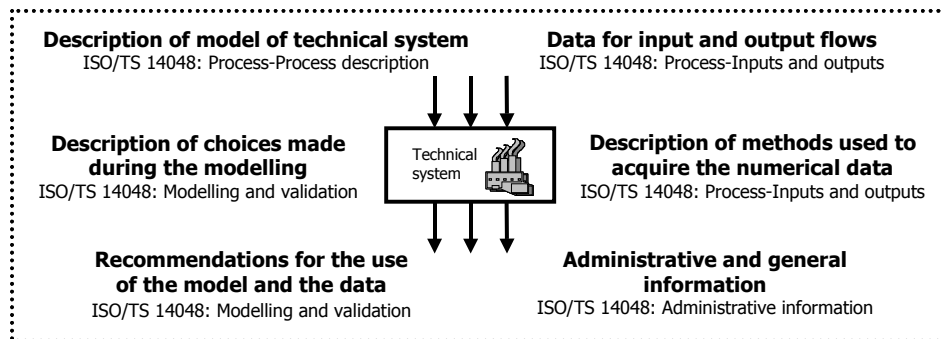 Description of model of technical system
ISO/TS 14048: Process-Process description
Data for input and output flows
ISO/TS 14048: Process-Inputs and outputs
Description of choices made
during the modelling
ISO/TS 14048: Modelling and validation
Technical
system
Description of methods used to
acquire the numerical data
ISO/TS 14048: Process-Inputs and outputs
Recommendations for the use
of the model and the data
ISO/TS 14048: Modelling and validation
Administrative and general
information
ISO/TS 14048: Administrative information